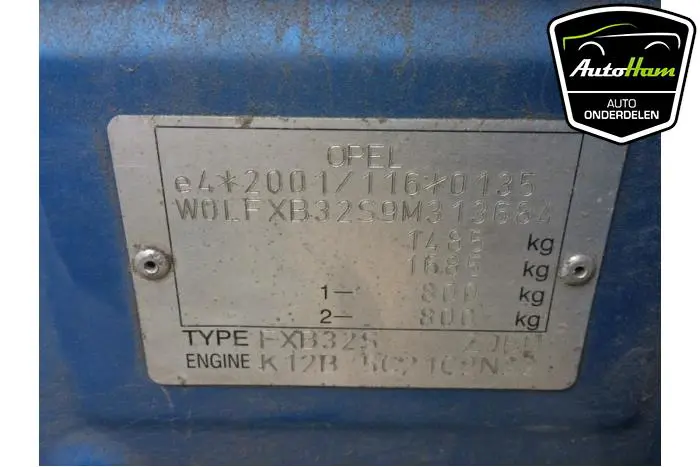 AutoHam
AUTO
ONDERDELEN
OPEL
e4*2001/116*0135
1485 kg
1685 kg
1- 800 kg
2- 800 kg
TYPE FXB32S
ENGINE K12B